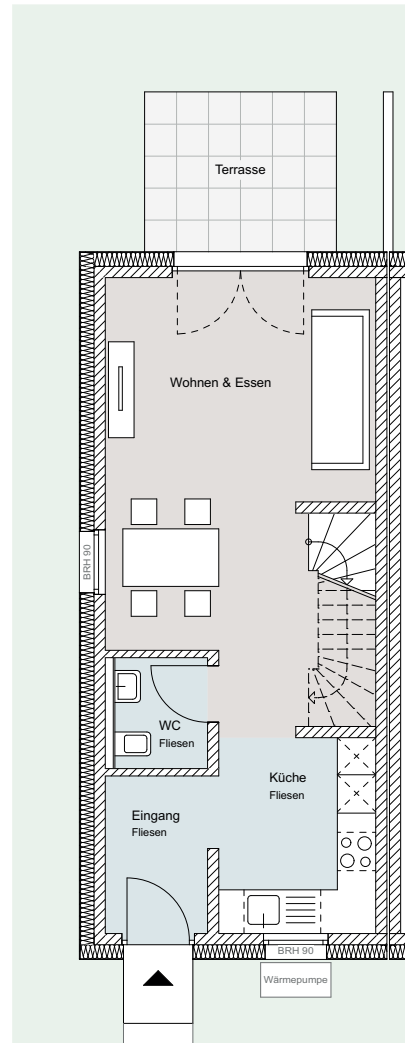 Terrasse
Wohnen & Essen
BRH 90
WC
Fliesen
Küche
Fliesen
Eingang
Fliesen
BRH 90
Wärmepumpe